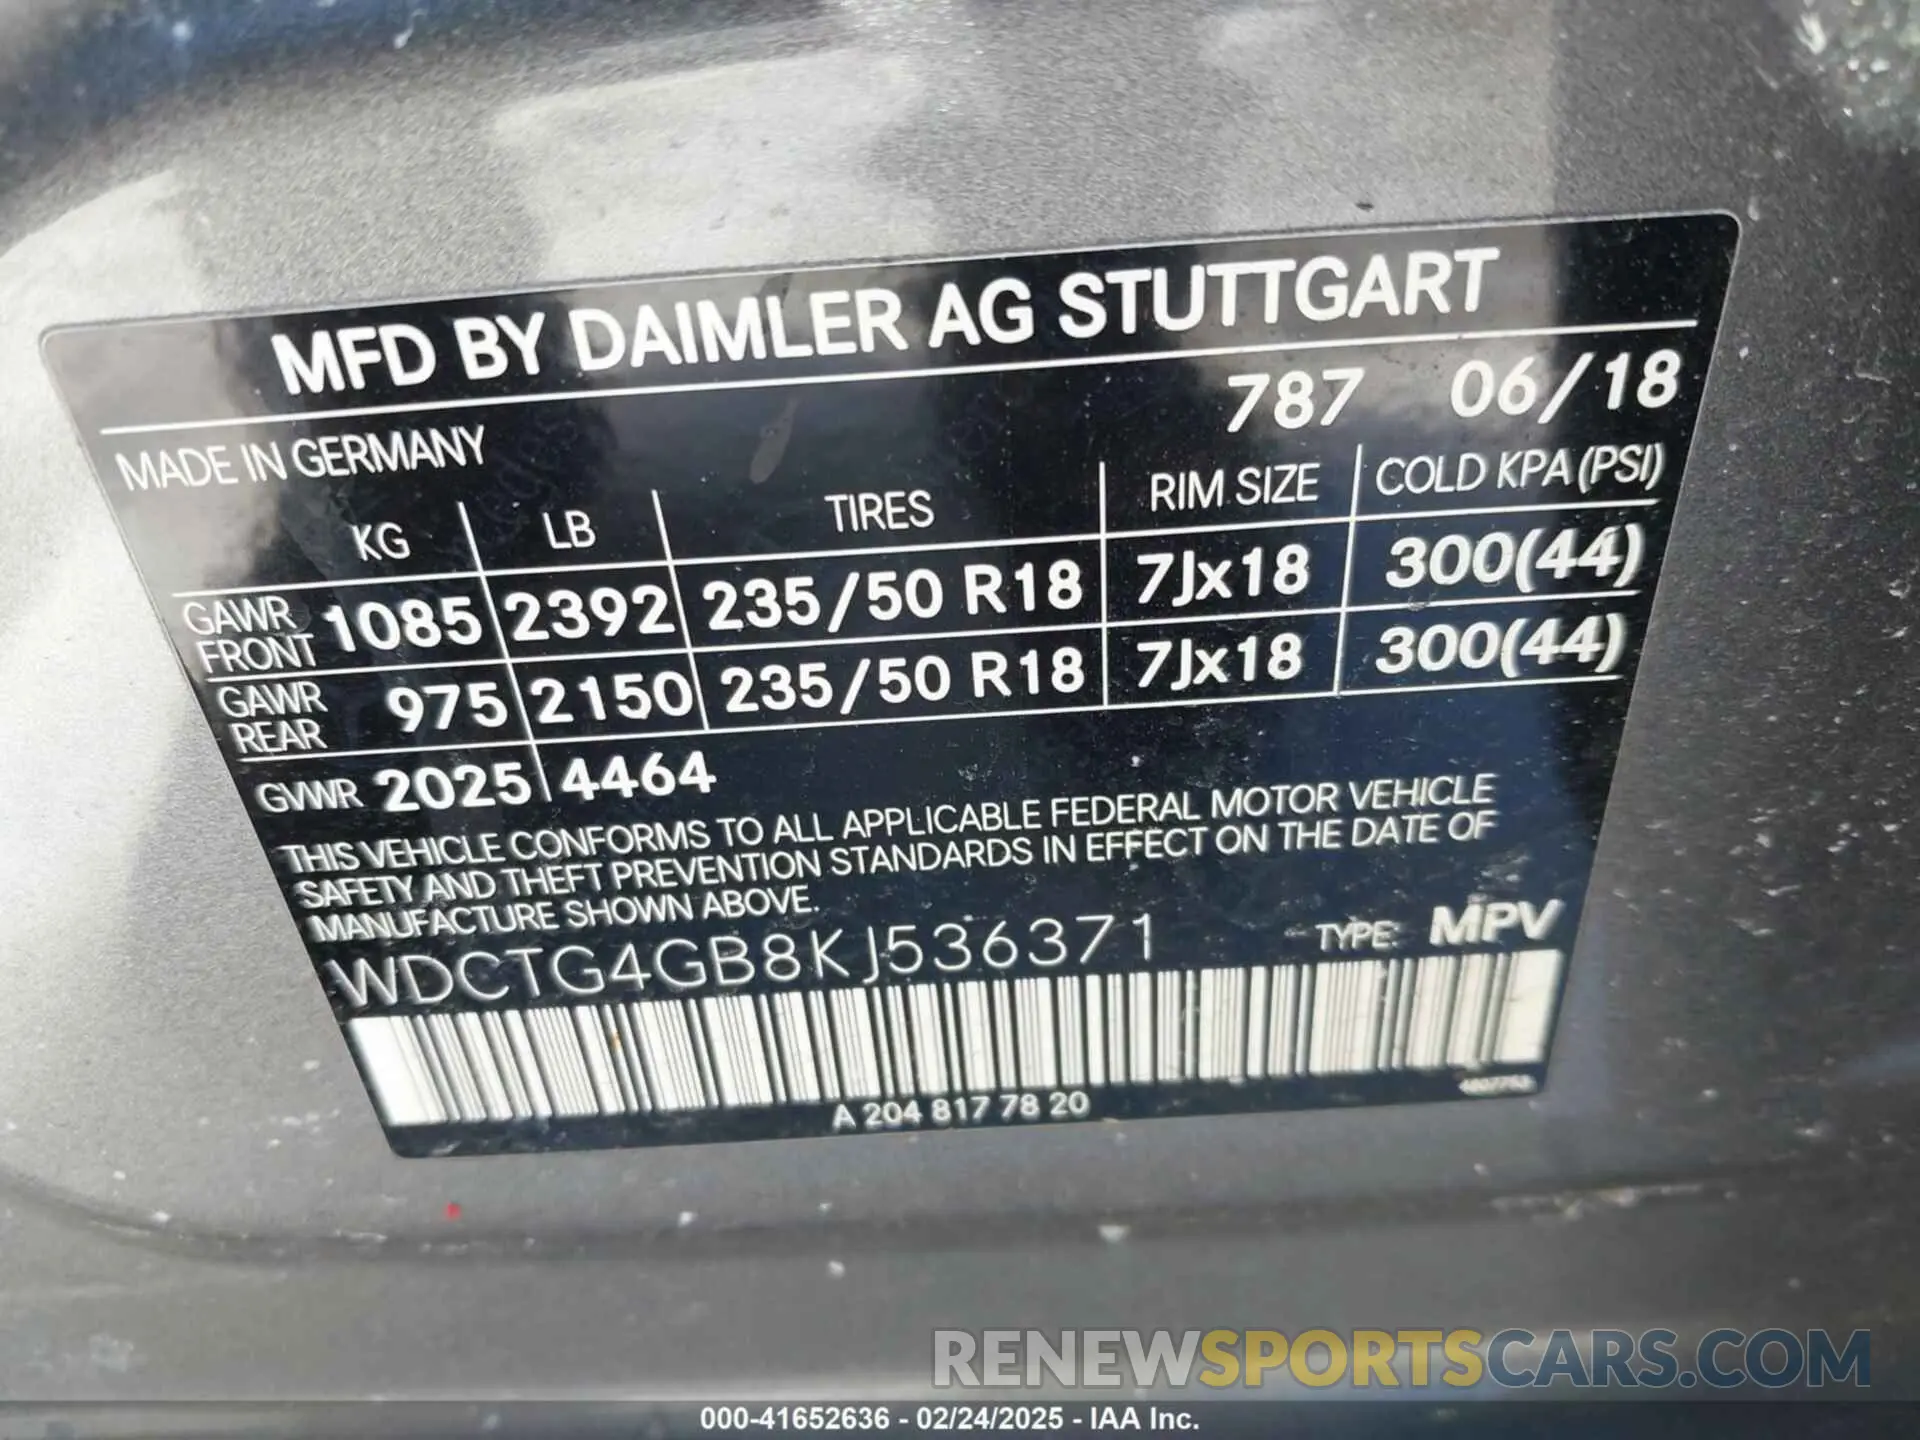 MFD BY DAIMLER AG STUTTGART
787 06/18
MADE IN GERMANY
KG LB TIRES RIM SIZE COLD KPA (PSI)
GAWR FRONT 1085 2392 235/50 R18 7Jx18 300(44)
GAWR REAR 975 2150 235/50 R18 7Jx18 300(44)
GVWR 2025 4464
THIS VEHICLE CONFORMS TO ALL APPLICABLE FEDERAL MOTOR VEHICLE
SAFETY AND THEFT PREVENTION STANDARDS IN EFFECT ON THE DATE OF
MANUFACTURE SHOWN ABOVE.
WDCTG4GB8KJ536371 TYPE: MPV
A 204 817 78 20
RENEWSPORTSCARS.COM
000-41652636 - 02/24/2025 - IAA Inc.